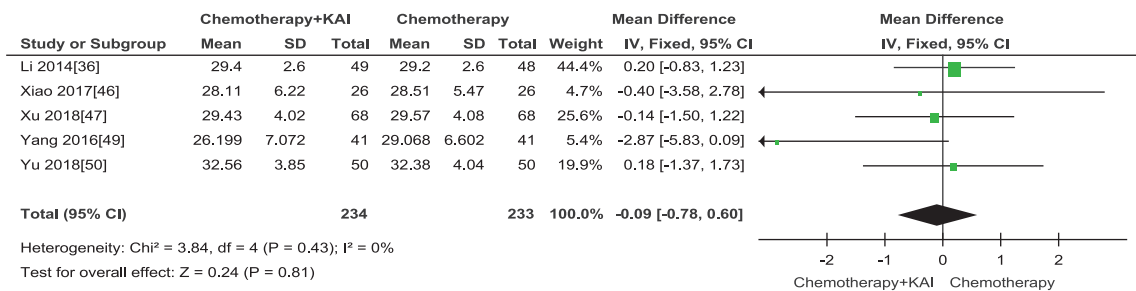 Chemotherapy+KAI Chemotherapy Mean Difference Mean Difference
Study or Subgroup Mean SD Total Mean SD Total Weight IV, Fixed, 95% CI IV, Fixed, 95% CI
Li 2014[36] 29.4 2.6 49 29.2 2.6 48 44.4% 0.20 [-0.83, 1.23]
Xiao 2017[46] 28.11 6.22 26 28.51 5.47 26 4.7% -0.40 [-3.58, 2.78]
Xu 2018[47] 29.43 4.02 68 29.57 4.08 68 25.6% -0.14 [-1.50, 1.22]
Yang 2016[49] 26.199 7.072 41 29.068 6.602 41 5.4% -2.87 [-5.83, 0.09]
Yu 2018[50] 32.56 3.85 50 32.38 4.04 50 19.9% 0.18 [-1.37, 1.73]
Total (95% CI) 234 233 100.0% -0.09 [-0.78, 0.60]
Heterogeneity: Chi² = 3.84, df = 4 (P = 0.43); I² = 0%
Test for overall effect: Z = 0.24 (P = 0.81)
-2 -1 0 1 2
Chemotherapy+KAI Chemotherapy